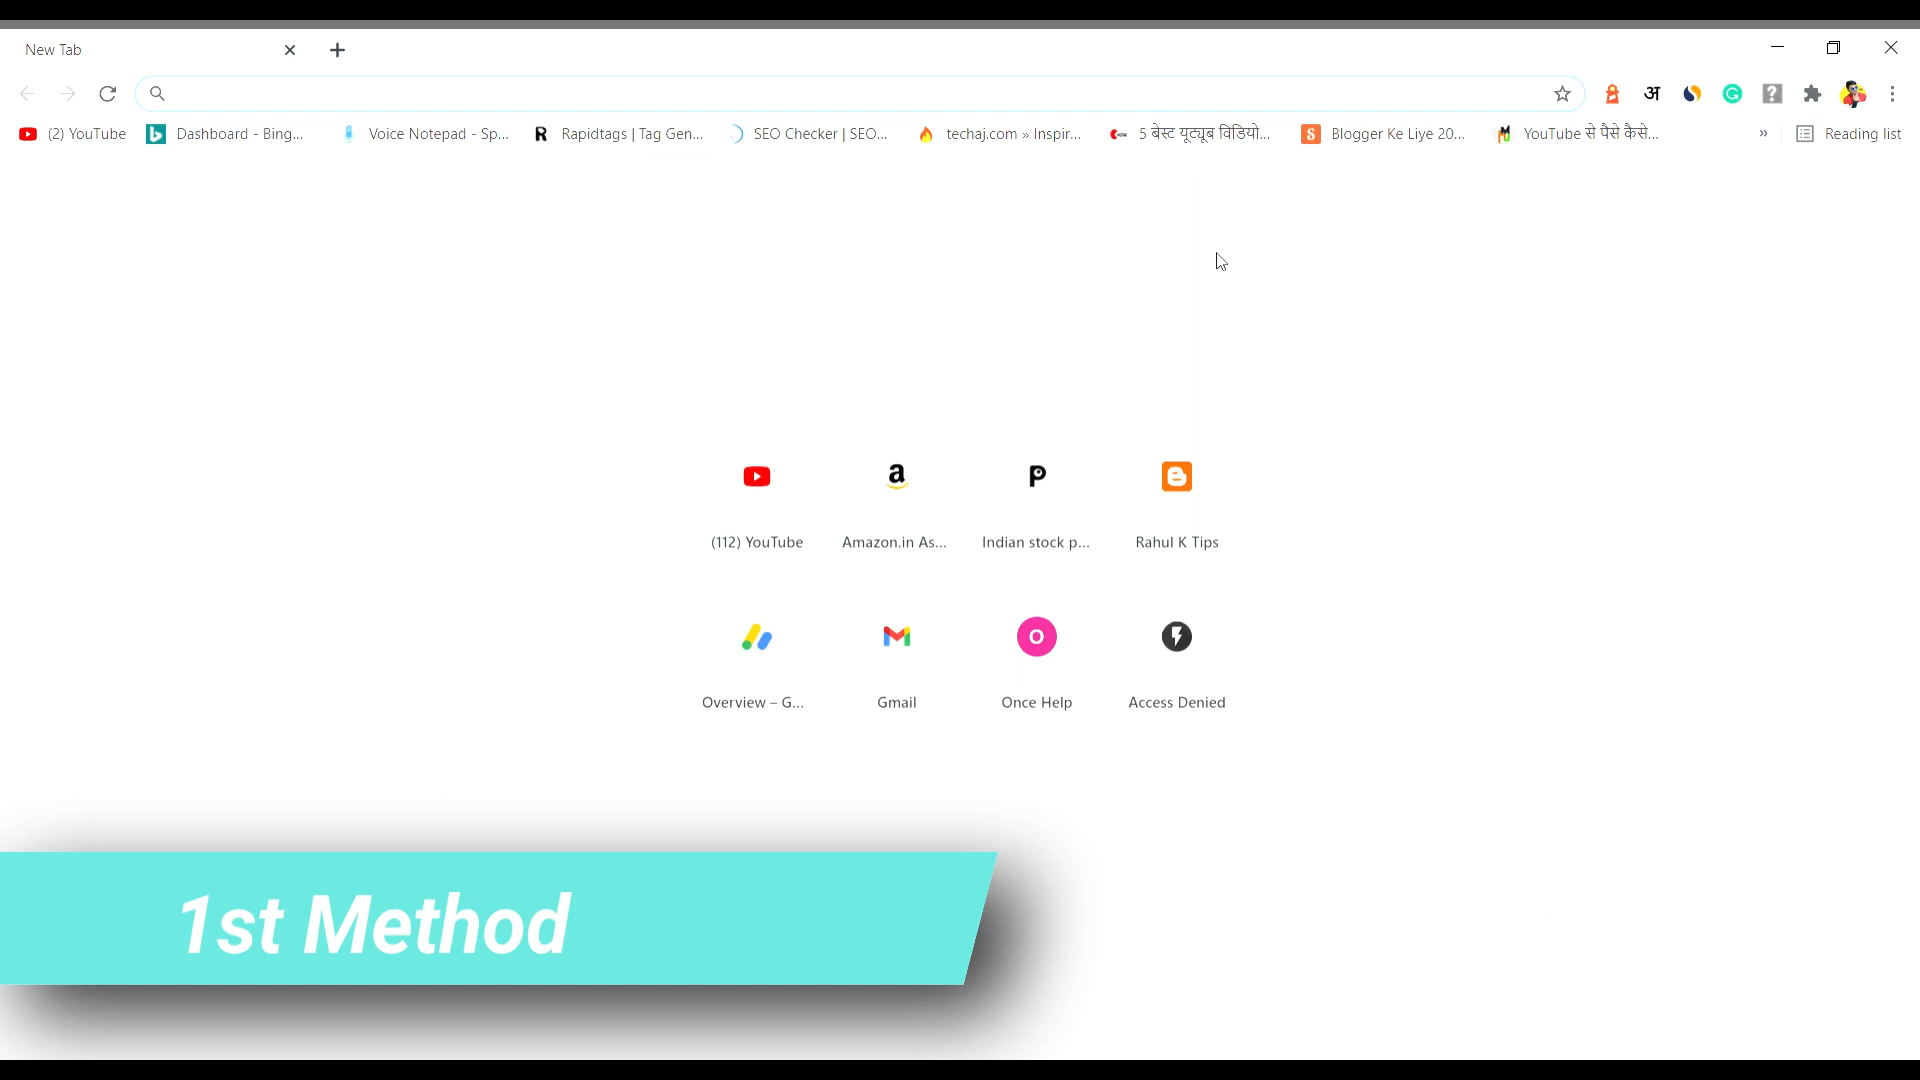 New Tab
(2) YouTube
Dashboard - Bing...
Voice Notepad - Sp...
Rapidtags | Tag Gen...
SEO Checker | SEO...
techaj.com » Inspir...
5 बेस्ट यूट्यूब विडियो...
Blogger Ke Liye 20...
YouTube से पैसे कैसे...
»
Reading list
(112) YouTube
Amazon.in As...
Indian stock p...
Rahul K Tips
O
Overview – G...
Gmail
Once Help
Access Denied
1st Method